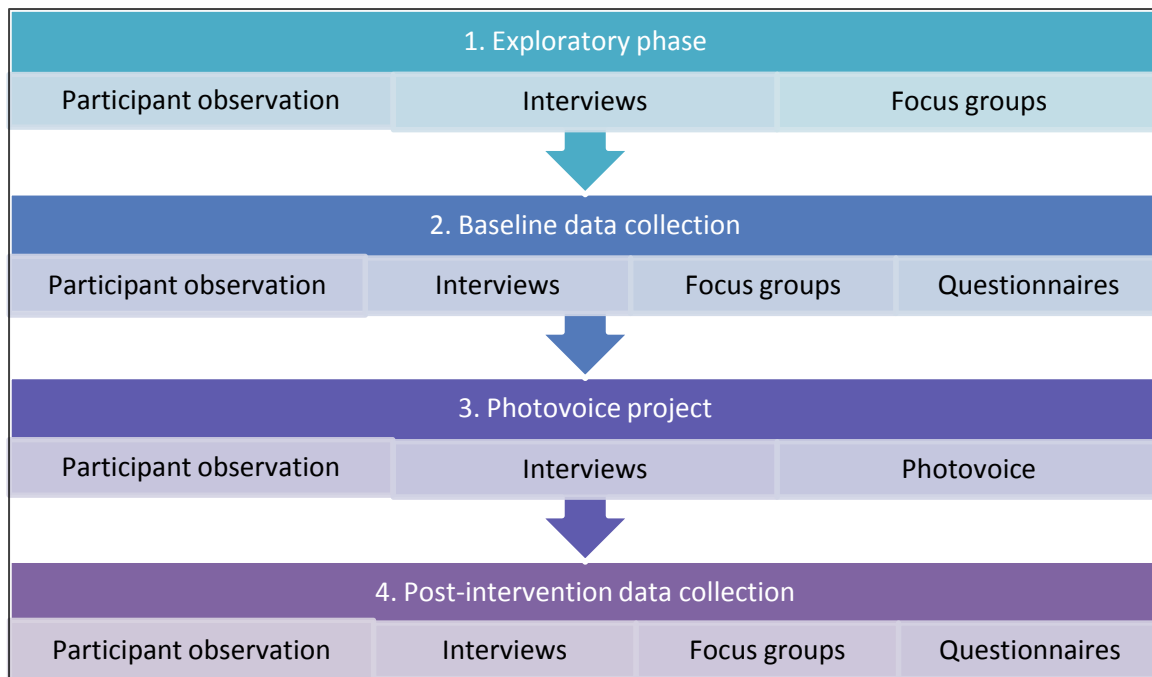 1. Exploratory phase
Participant observation Interviews Focus groups
2. Baseline data collection
Participant observation Interviews Focus groups Questionnaires
3. Photovoice project
Participant observation Interviews Photovoice
4. Post-intervention data collection
Participant observation Interviews Focus groups Questionnaires